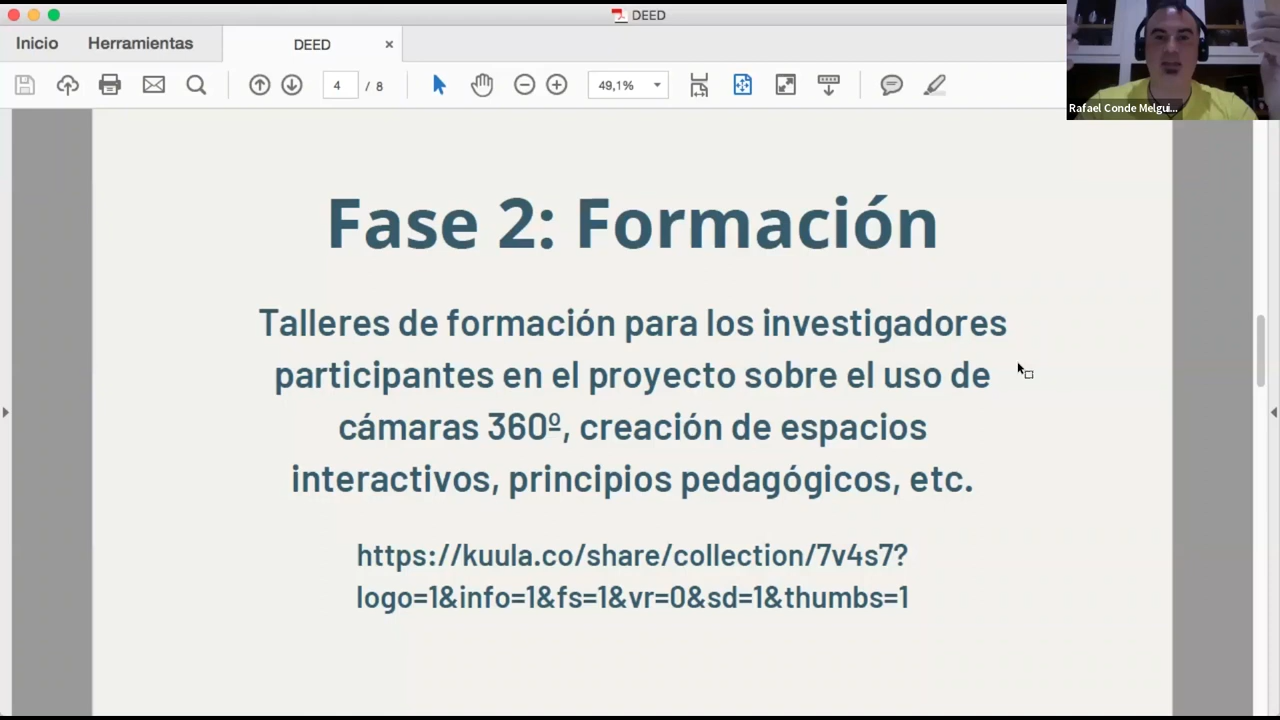 DEED
Inicio
Herramientas
DEED
4 / 8
49,1%
Rafael Conde Melgui...
Fase 2: Formación
Talleres de formación para los investigadores
participantes en el proyecto sobre el uso de
cámaras 360º, creación de espacios
interactivos, principios pedagógicos, etc.
https://kuula.co/share/collection/7v4s7?
logo=1&info=1&fs=1&vr=0&sd=1&thumbs=1